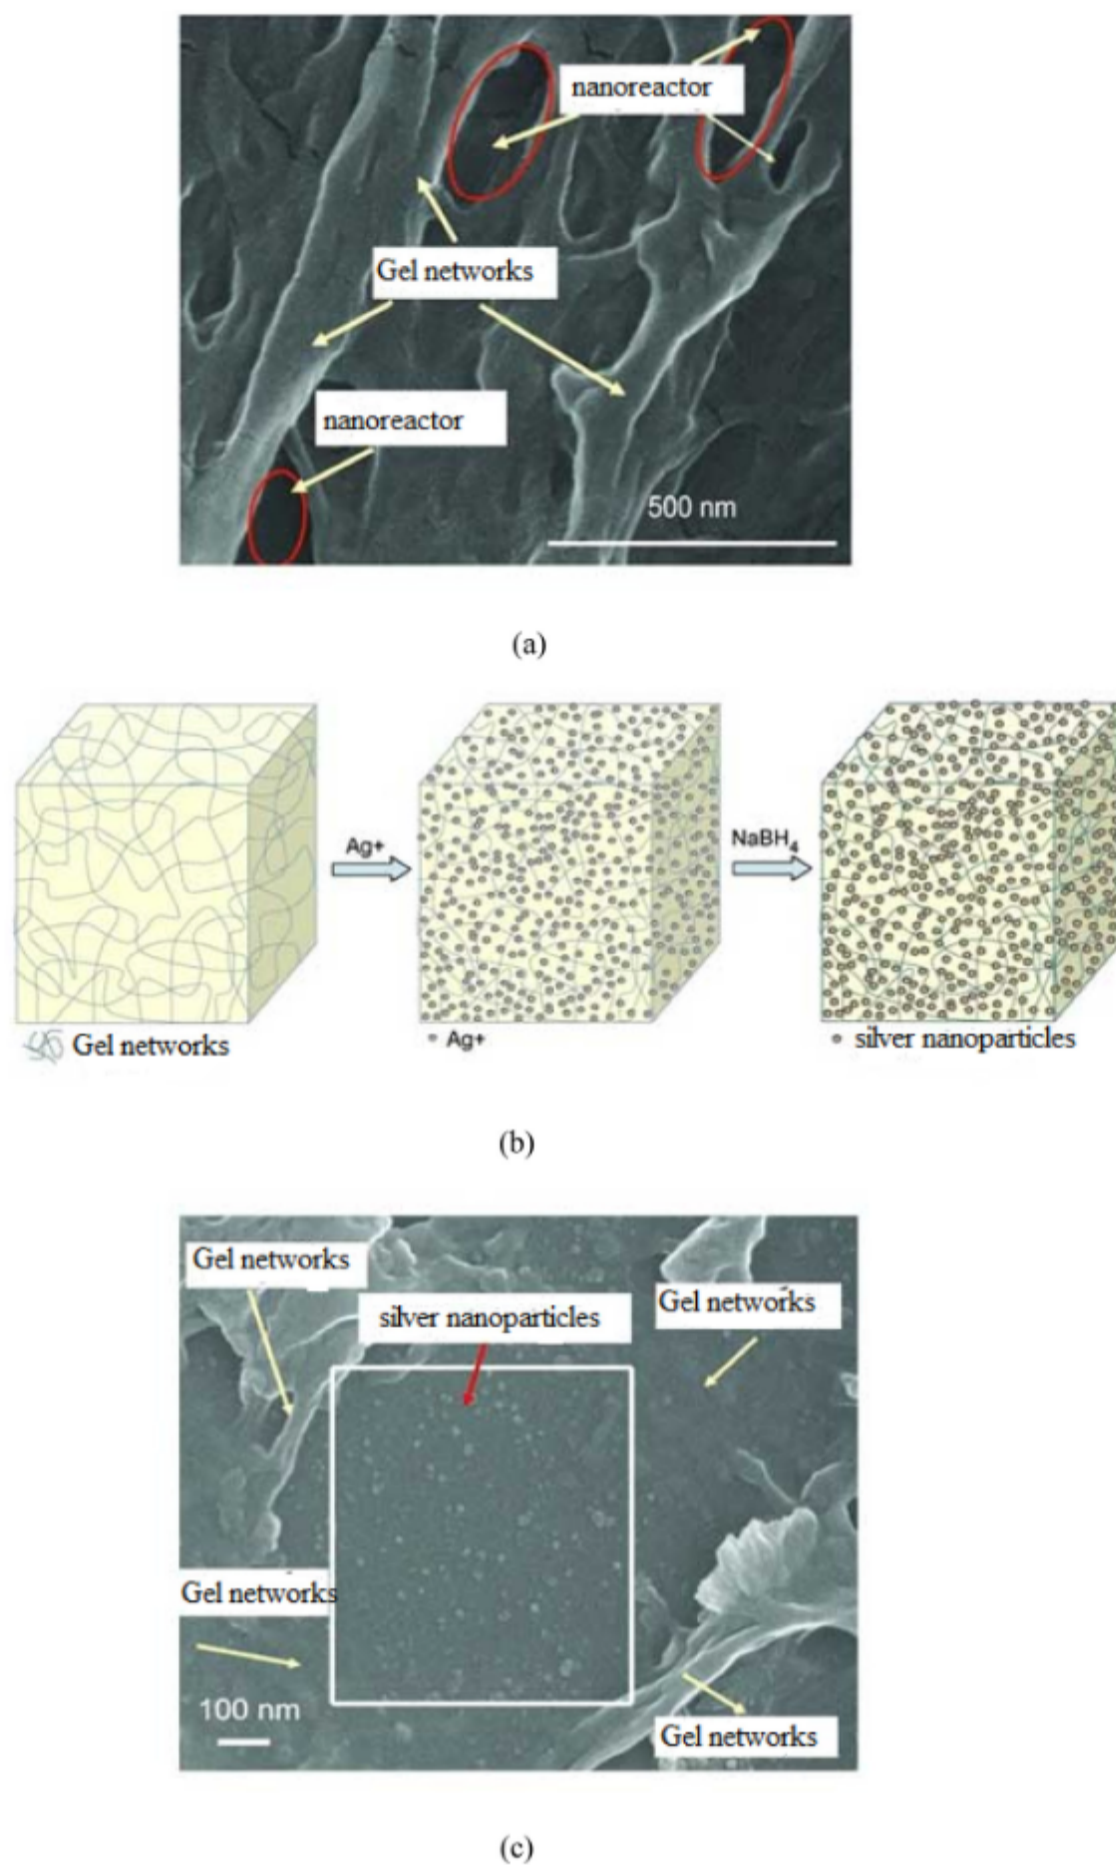 nanoreactor
Gel networks
nanoreactor
500 nm
(a)
Ag+
NaBH4
Gel networks
Ag+
silver nanoparticles
(b)
Gel networks
silver nanoparticles
Gel networks
Gel networks
100 nm
Gel networks
(c)